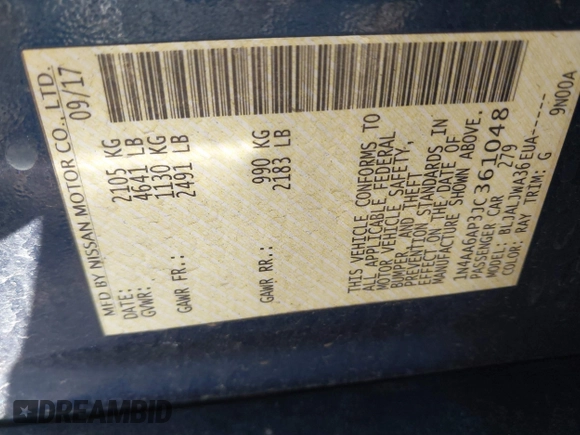 MFD BY NISSAN MOTOR CO., LTD.
DATE: 09/17
GVWR: 2105 KG
4641 LB
GAWR FR.: 1130 KG
2491 LB
GAWR RR.: 990 KG
2183 LB
THIS VEHICLE CONFORMS TO
ALL APPLICABLE FEDERAL
MOTOR VEHICLE SAFETY,
BUMPER AND THEFT
PREVENTION STANDARDS IN
EFFECT ON THE DATE OF
MANUFACTURE SHOWN ABOVE.
1N4AA6AP3JC361048
PASSENGER CAR 279
MODEL: BLJALJWA36EUA------
COLOR: RAY TRIM: G 9N00A
DREAMBID